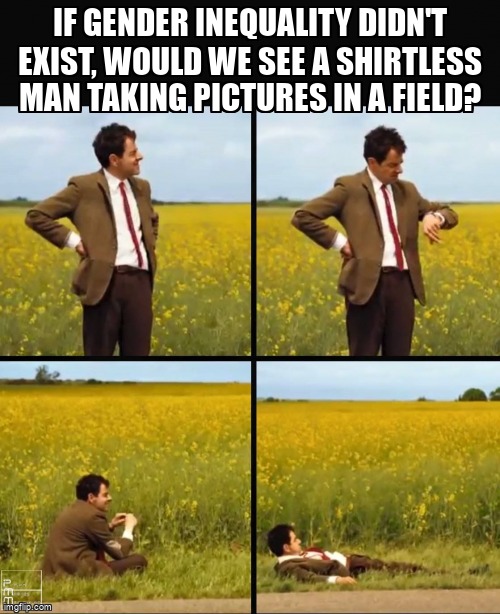 IF GENDER INEQUALITY DIDN'T
EXIST, WOULD WE SEE A SHIRTLESS
MAN TAKING PICTURES IN A FIELD?
imgflip.com